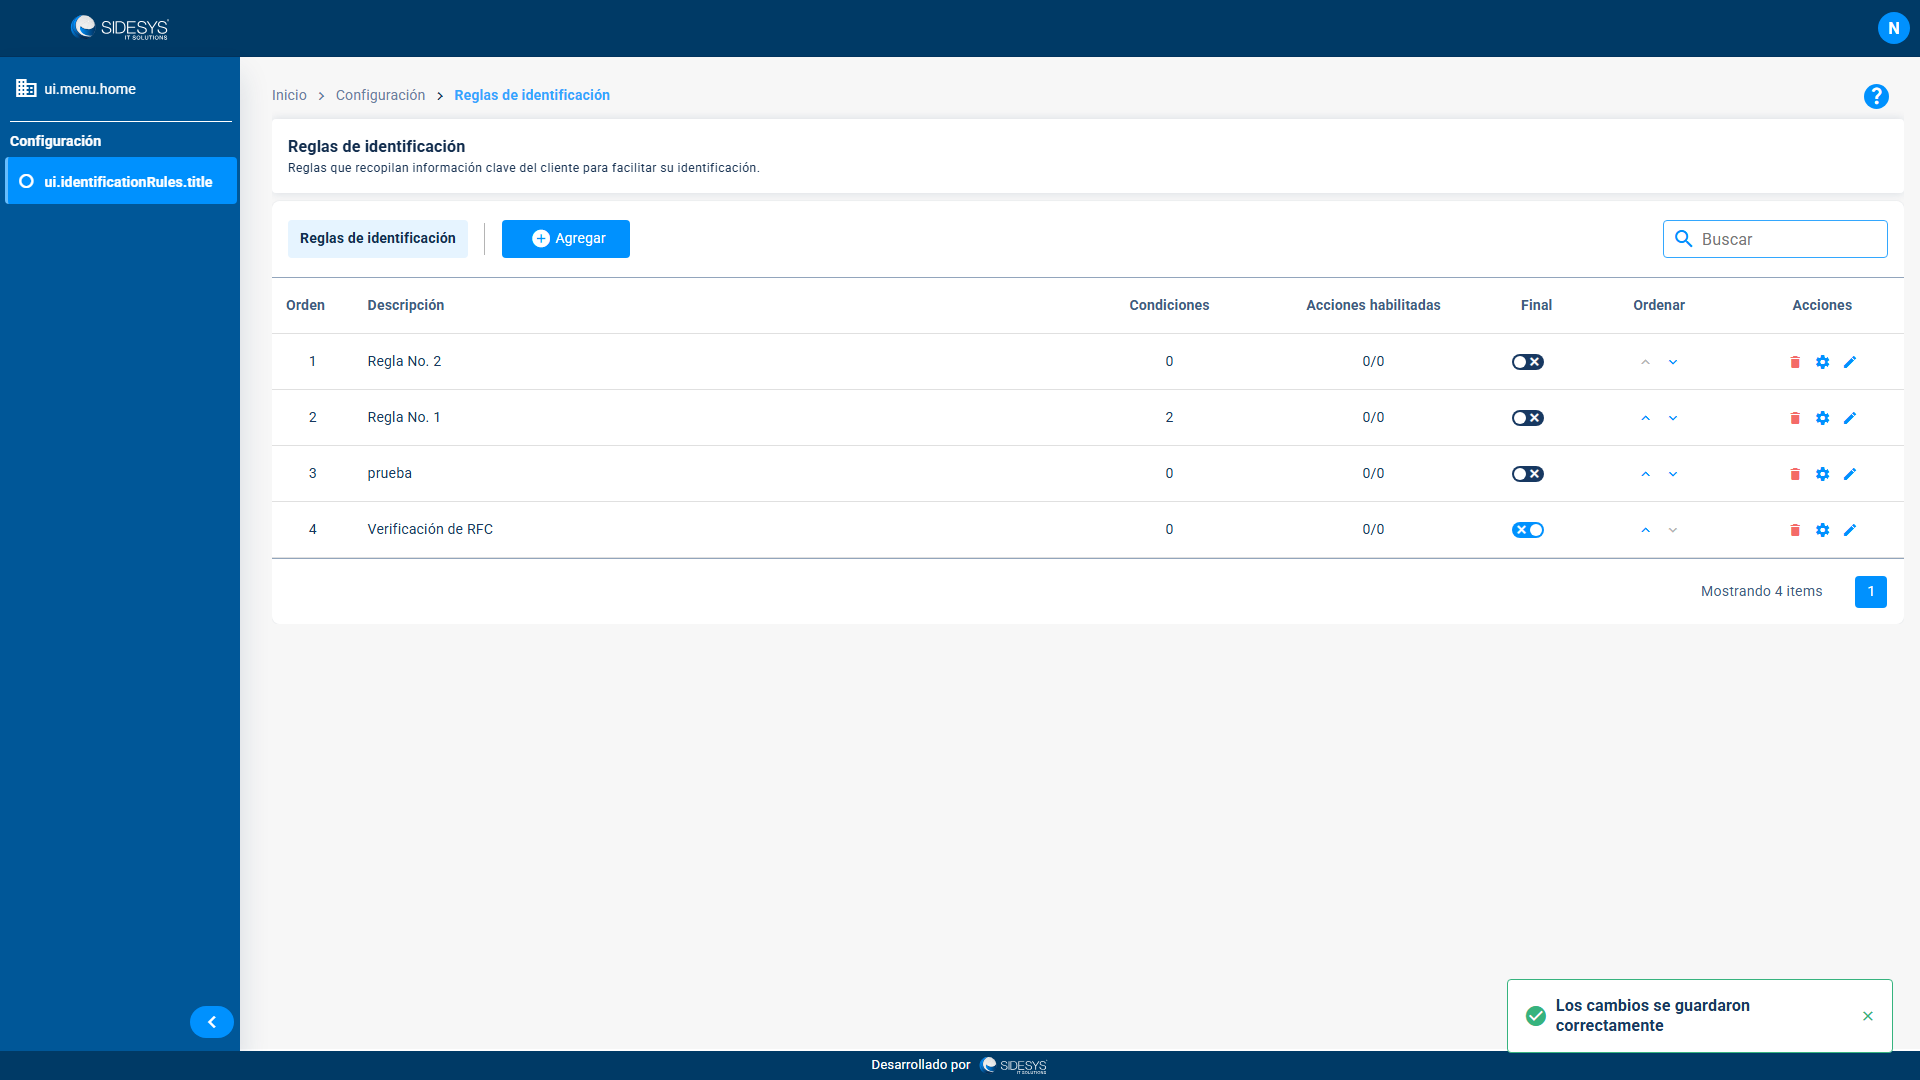 SIDESYS
IT SOLUTIONS
N
ui.menu.home
Configuración
ui.identificationRules.title
Inicio > Configuración > Reglas de identificación
?
Reglas de identificación
Reglas que recopilan información clave del cliente para facilitar su identificación.
Reglas de identificación
Agregar
Buscar
Orden Descripción Condiciones Acciones habilitadas Final Ordenar Acciones
1 Regla No. 2 0 0/0
2 Regla No. 1 2 0/0
3 prueba 0 0/0
4 Verificación de RFC 0 0/0
Mostrando 4 items 1
Los cambios se guardaron
correctamente
Desarrollado por SIDESYS
IT SOLUTIONS